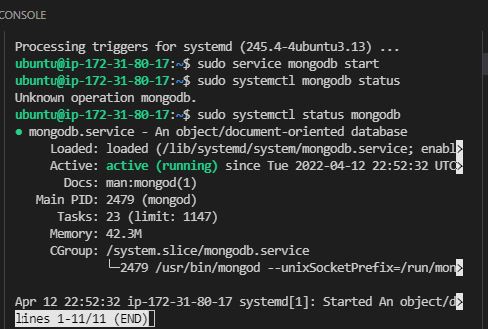 CONSOLE
Processing triggers for systemd (245.4-4ubuntu3.13) ...
ubuntu@ip-172-31-80-17:~$ sudo service mongodb start
ubuntu@ip-172-31-80-17:~$ sudo systemctl mongodb status
Unknown operation mongodb.
ubuntu@ip-172-31-80-17:~$ sudo systemctl status mongodb
● mongodb.service - An object/document-oriented database
Loaded: loaded (/lib/systemd/system/mongodb.service; enabl>
Active: active (running) since Tue 2022-04-12 22:52:32 UTC>
Docs: man:mongod(1)
Main PID: 2479 (mongod)
Tasks: 23 (limit: 1147)
Memory: 42.3M
CGroup: /system.slice/mongodb.service
└─2479 /usr/bin/mongod --unixSocketPrefix=/run/mon>
Apr 12 22:52:32 ip-172-31-80-17 systemd[1]: Started An object/d>
lines 1-11/11 (END)